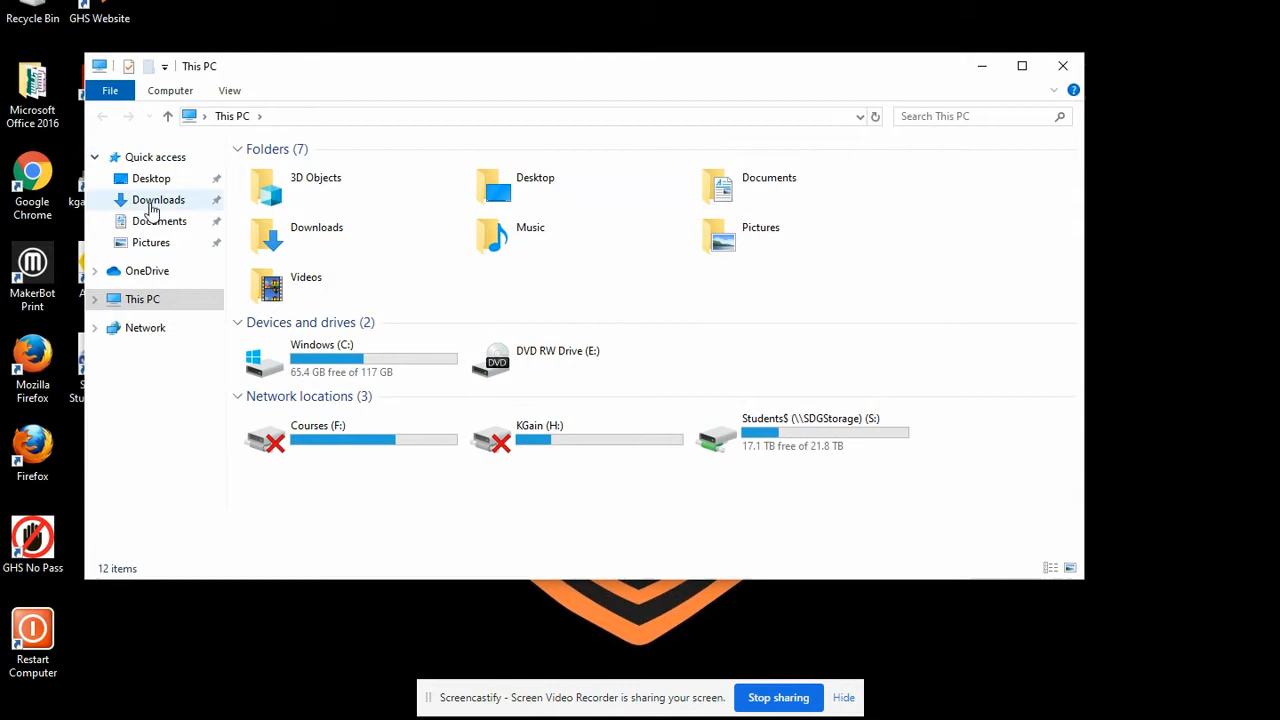 Recycle Bin
GHS Website
Microsoft
Office 2016
Google
Chrome
kga
MakerBot
Print
A
Mozilla
Firefox
S
Stu
Firefox
GHS No Pass
Restart
Computer
This PC
File
Computer
View
This PC
Search This PC
Quick access
Desktop
Downloads
Documents
Pictures
OneDrive
This PC
Network
Folders (7)
3D Objects
Desktop
Documents
Downloads
Music
Pictures
Videos
Devices and drives (2)
Windows (C:)
65.4 GB free of 117 GB
DVD
DVD RW Drive (E:)
Network locations (3)
Courses (F:)
KGain (H:)
Students$ (\\SDGStorage) (S:)
17.1 TB free of 21.8 TB
12 items
Screencastify - Screen Video Recorder is sharing your screen.
Stop sharing
Hide